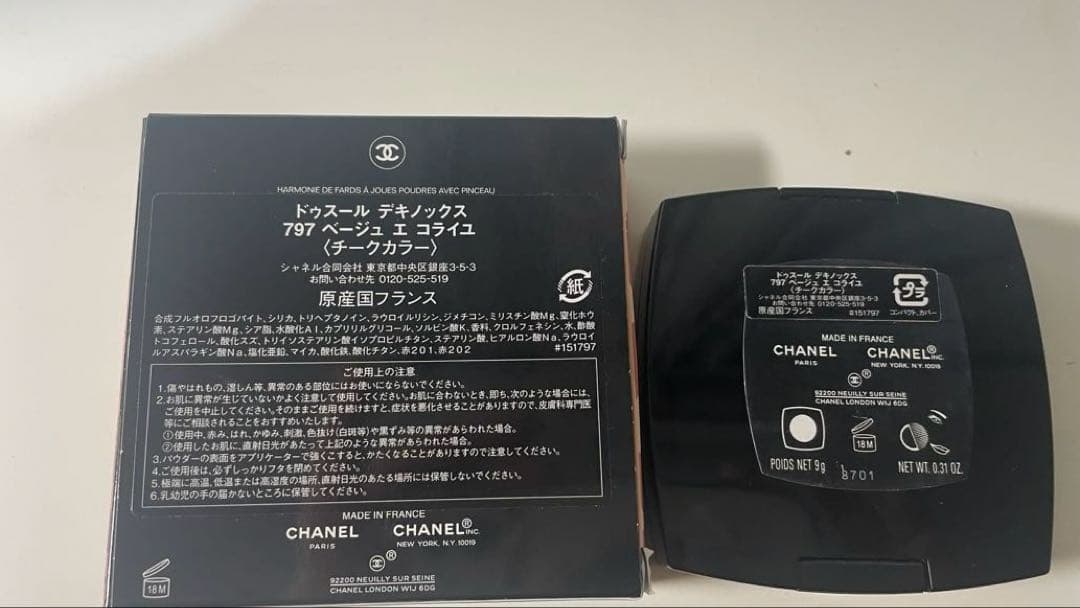 HARMONIE DE FARDS À JOUES POUDRES AVEC PINCEAU
ドゥスール デキノックス
797 ベージュ エ コライユ
〈チークカラー〉
シャネル合同会社 東京都中央区銀座3-5-3
お問い合わせ先 0120-525-519
原産国フランス
紙
合成フルオロフロゴパイト、シリカ、トリヘプタノイン、ラウロイルリシン、ジメチコン、ミリスチン酸Mg、窒化ホウ
素、ステアリン酸Mg、シア脂、水酸化Al、カプリリルグリコール、ソルビン酸K、香料、クロルフェネシン、水、酢酸
トコフェロール、酸化スズ、トリイソステアリン酸イソプロピルチタン、ステアリン酸、ヒアルロン酸Na、ラウロイ
ルアスパラギン酸Na、塩化亜鉛、マイカ、酸化鉄、酸化チタン、赤201、赤202
#151797
ご使用上の注意
1.傷やはれもの、湿しん等、異常のある部位にはお使いにならないでください。
2.お肌に異常が生じていないかよく注意して使用してください。お肌に合わないとき、即ち、次のような場合には、
ご使用を中止してください。そのままご使用を続けますと、症状を悪化させることがありますので、皮膚科専門医
等にご相談されることをおすすめいたします。
①使用中、赤み、はれ、かゆみ、刺激、色抜け(白斑等)や黒ずみ等の異常があらわれた場合。
②使用したお肌に、直射日光があたって上記のような異常があらわれた場合。
3.パウダーの表面をアプリケーターで強くこすると、かたくなることがありますので注意してください。
4.ご使用後は、必ずしっかりフタを閉めてください。
5.極端に高温、低温または高湿度の場所、直射日光のあたる場所には保管しないでください。
6.乳幼児の手の届かないところに保管してください。
MADE IN FRANCE
CHANEL CHANEL® INC.
PARIS NEW YORK, N.Y. 10019
®
18M
92200 NEUILLY SUR SEINE
CHANEL LONDON W1J 6DG
ドゥスール デキノックス
797 ベージュ エ コライユ
〈チークカラー〉
シャネル合同会社 東京都中央区銀座3-5-3
お問い合わせ先 0120-525-519
原産国フランス #151797
プラ
コンパクト、カバー
MADE IN FRANCE
CHANEL CHANEL® INC.
PARIS NEW YORK, N.Y. 10019
®
92200 NEUILLY SUR SEINE
CHANEL LONDON W1J 6DG
18M
POIDS NET 9g
8701
NET WT. 0.31 OZ.